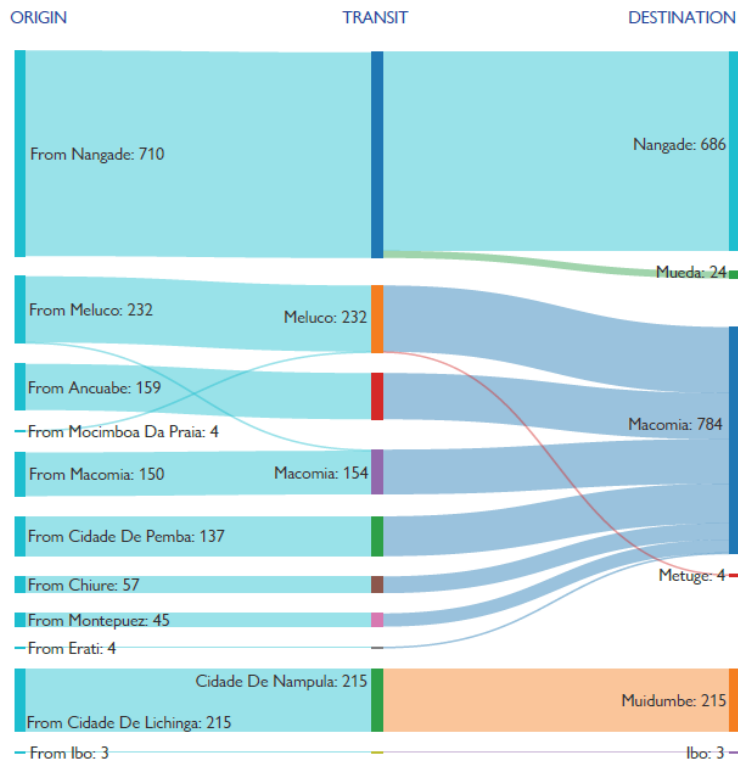 ORIGIN TRANSIT DESTINATION
From Nangade: 710
Nangade: 686
Mueda: 24
From Meluco: 232
Meluco: 232
From Ancuabe: 159
From Mocimboa Da Praia: 4
Macomia: 784
From Macomia: 150
Macomia: 154
From Cidade De Pemba: 137
Metuge: 4
From Chiure: 57
From Montepuez: 45
From Erati: 4
Cidade De Nampula: 215
Muidumbe: 215
From Cidade De Lichinga: 215
From Ibo: 3
Ibo: 3